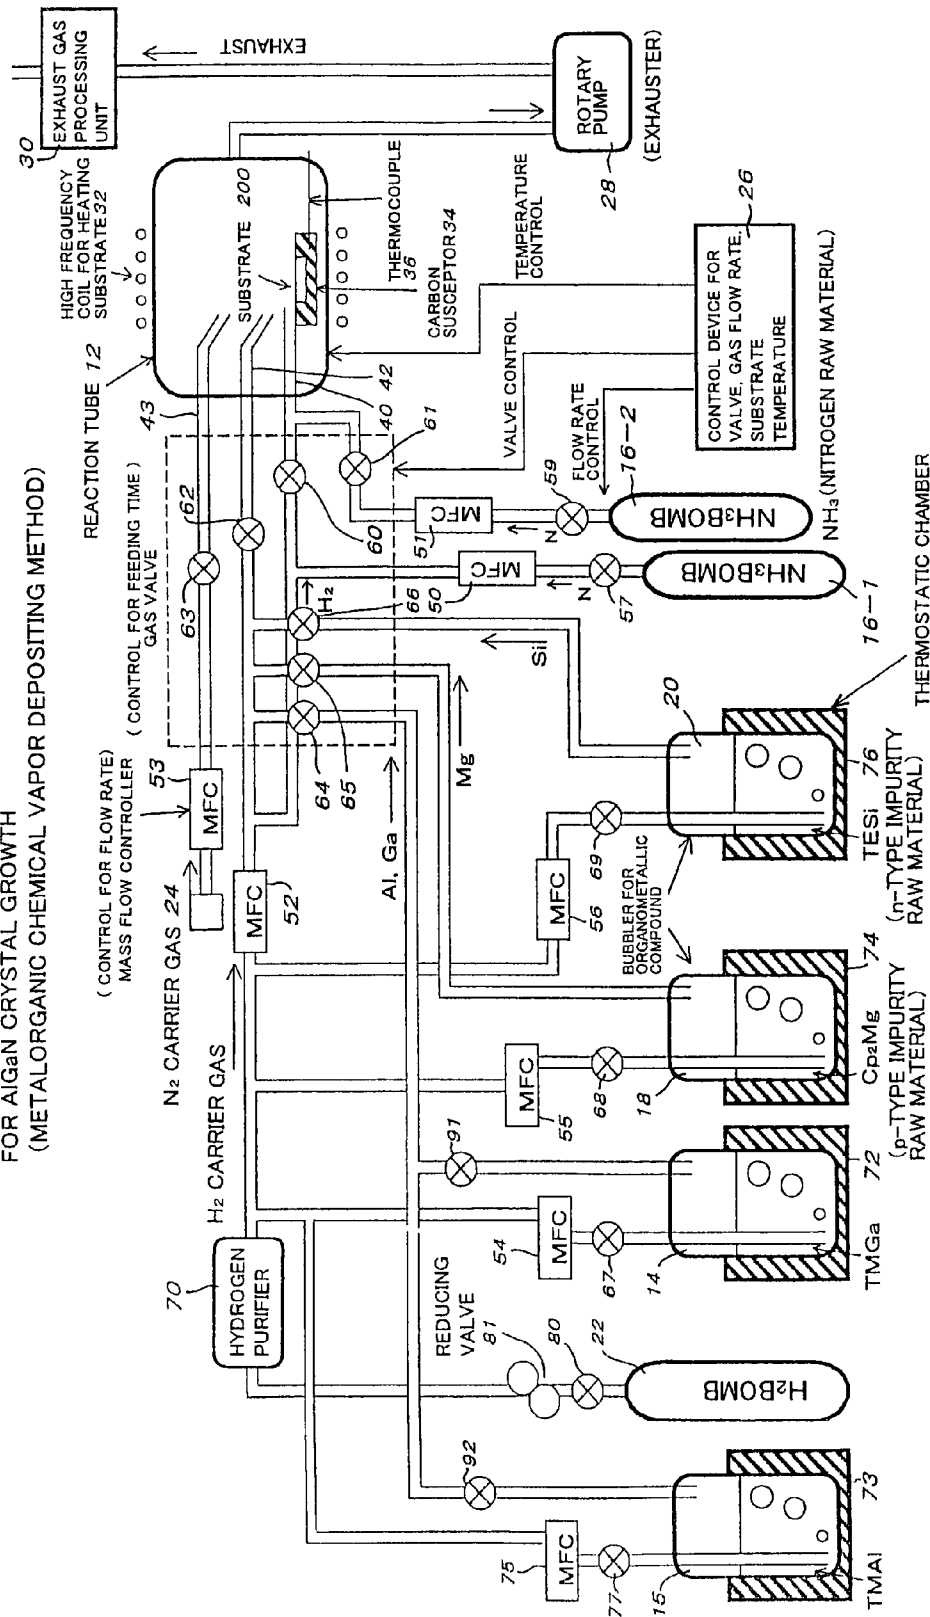 FOR AlGaN CRYSTAL GROWTH
(METALORGANIC CHEMICAL VAPOR DEPOSITING METHOD)
EXHAUST GAS
PROCESSING
UNIT
30
EXHAUST
HIGH FREQUENCY
COIL FOR HEATING
SUBSTRATE 32
REACTION TUBE 12
SUBSTRATE 200
ROTARY
PUMP
28
(EXHAUSTER)
THERMOCOUPLE
36
CARBON
SUSCEPTOR 34
TEMPERATURE
CONTROL
43
42
40
(CONTROL FOR FEEDING TIME)
GAS VALVE
63
62
60
61
VALVE CONTROL
FLOW RATE
CONTROL
CONTROL DEVICE FOR
VALVE, GAS FLOW RATE,
SUBSTRATE
TEMPERATURE
26
MFC
51
N
59
NH₃BOMB
16-2
NH₃ (NITROGEN RAW MATERIAL)
MFC
50
N
57
NH₃BOMB
16-1
H₂
66
65
64
(CONTROL FOR FLOW RATE)
MASS FLOW CONTROLLER
53
MFC
N₂ CARRIER GAS 24
MFC
52
H₂ CARRIER GAS
Al, Ga
Mg
Sil
THERMOSTATIC CHAMBER
BUBBLER FOR
ORGANOMETALLIC
COMPOUND
MFC
56
69
20
76
TESi
(n-TYPE IMPURITY
RAW MATERIAL)
MFC
55
68
18
74
Cp₂Mg
(p-TYPE IMPURITY
RAW MATERIAL)
91
MFC
54
67
14
72
TMGa
70
HYDROGEN
PURIFIER
REDUCING
VALVE
81
80
22
H₂BOMB
92
MFC
75
77
15
73
TMAl